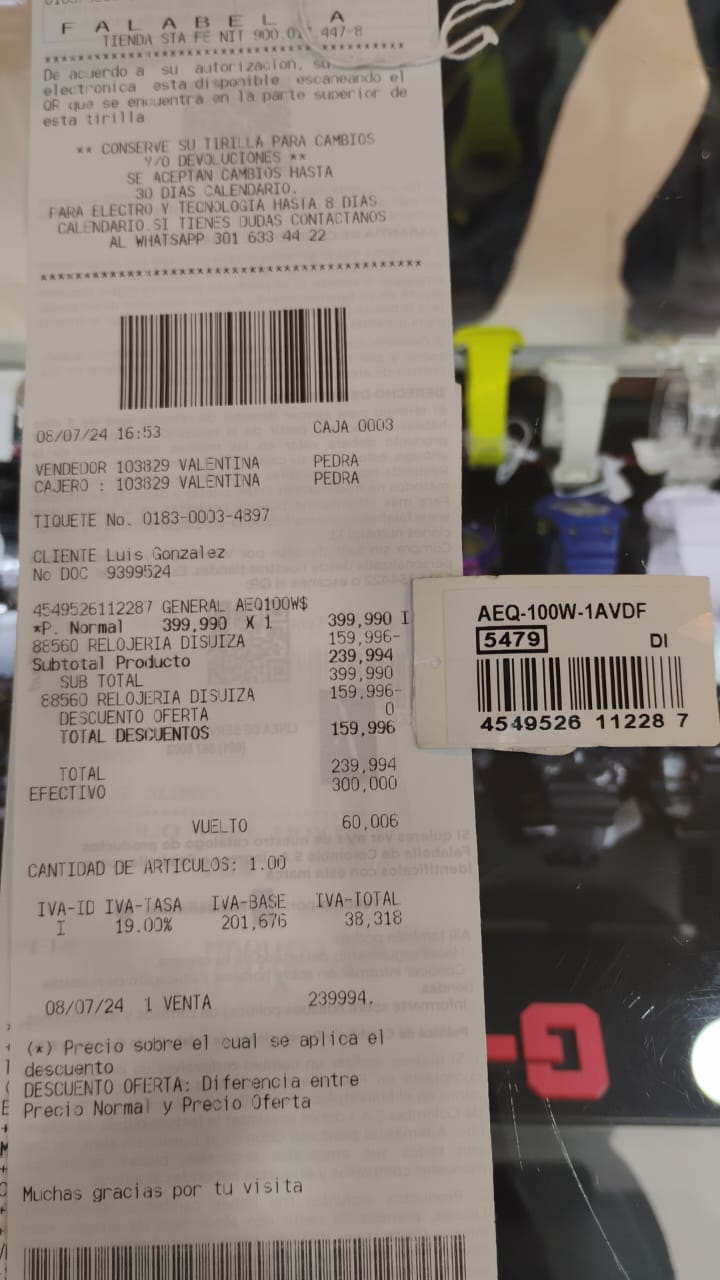 F A L A B E L A
TIENDA STA FE NIT 900.0 447-8
******************************************
De acuerdo a su autorizacion, su
electronica esta disponible escaneando el
QR que se encuentra en la parte superior de
esta tirilla
** CONSERVE SU TIRILLA PARA CAMBIOS
Y/O DEVOLUCIONES **
SE ACEPTAN CAMBIOS HASTA
30 DIAS CALENDARIO.
PARA ELECTRO Y TECNOLOGIA HASTA 8 DIAS
CALENDARIO.SI TIENES DUDAS CONTACTANOS
AL WHATSAPP 301 633 44 22
******************************************
08/07/24 16:53 CAJA 0003
VENDEDOR 103829 VALENTINA PEDRA
CAJERO : 103829 VALENTINA PEDRA
TIQUETE No. 0183-0003-4897
CLIENTE Luis Gonzalez
No DOC 9399524
4549526112287 GENERAL AEQ100W$
*P. Normal 399,990 X 1 399,990 I
88560 RELOJERIA DISUIZA 159,996-
Subtotal Producto 239,994
SUB TOTAL 399,990
88560 RELOJERIA DISUIZA 159,996-
DESCUENTO OFERTA 0
TOTAL DESCUENTOS 159,996
TOTAL 239,994
EFECTIVO 300,000
VUELTO 60,006
CANTIDAD DE ARTICULOS: 1.00
IVA-ID IVA-TASA IVA-BASE IVA-TOTAL
I 19.00% 201,676 38,318
08/07/24 1 VENTA 239994,
(*) Precio sobre el cual se aplica el
descuento
DESCUENTO OFERTA: Diferencia entre
Precio Normal y Precio Oferta
Muchas gracias por tu visita
AEQ-100W-1AVDF
5479 DI
4549526 11228 7
G-